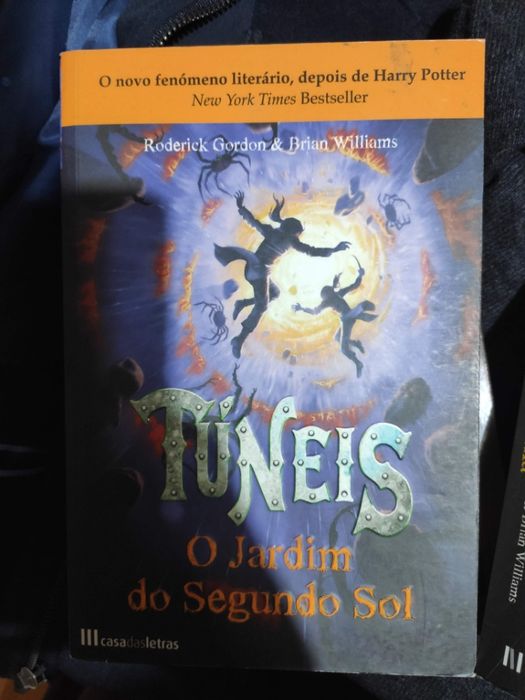 O novo fenómeno literário, depois de Harry Potter
New York Times Bestseller
Roderick Gordon & Brian Williams
TÚNEIS
O Jardim
do Segundo Sol
casadasletras
Williams